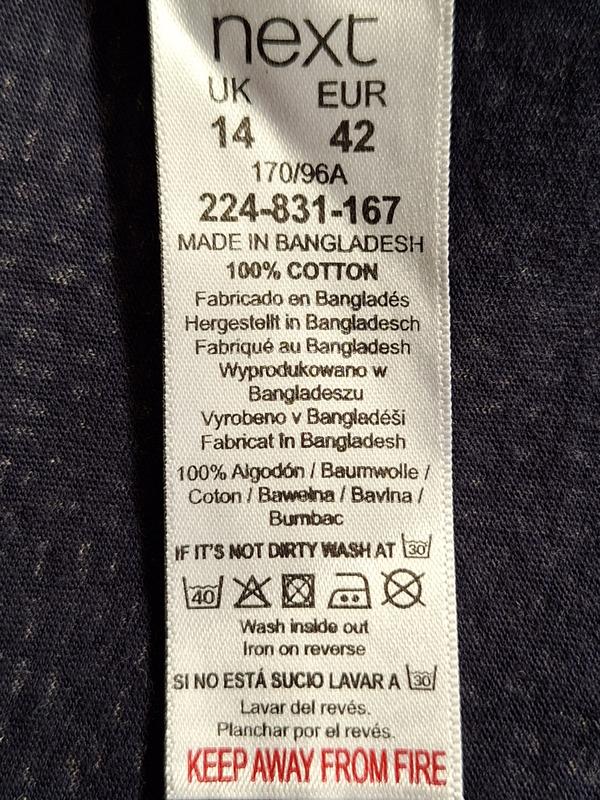 next
UK EUR
14 42
170/96A
224-831-167
MADE IN BANGLADESH
100% COTTON
Fabricado en Bangladés
Hergestellt in Bangladesch
Fabriqué au Bangladesh
Wyprodukowano w
Bangladeszu
Vyrobeno v Bangladéši
Fabricat în Bangladesh
100% Algodón / Baumwolle /
Coton / Bawełna / Bavlna /
Bumbac
IF IT'S NOT DIRTY WASH AT 30
40
Wash inside out
Iron on reverse
SI NO ESTÁ SUCIO LAVAR A 30
Lavar del revés.
Planchar por el revés.
KEEP AWAY FROM FIRE